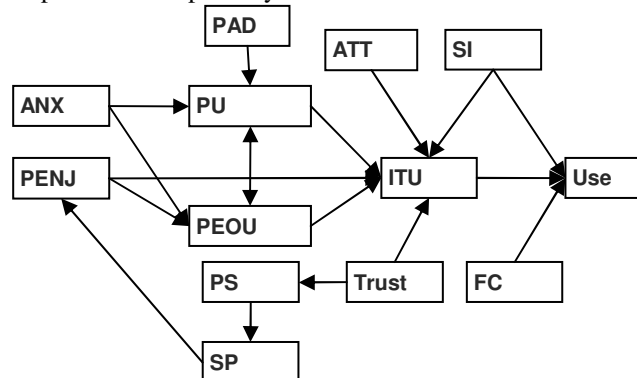 PAD
ATT
SI
ANX
PU
PENJ
ITU
Use
PEOU
PS
Trust
FC
SP